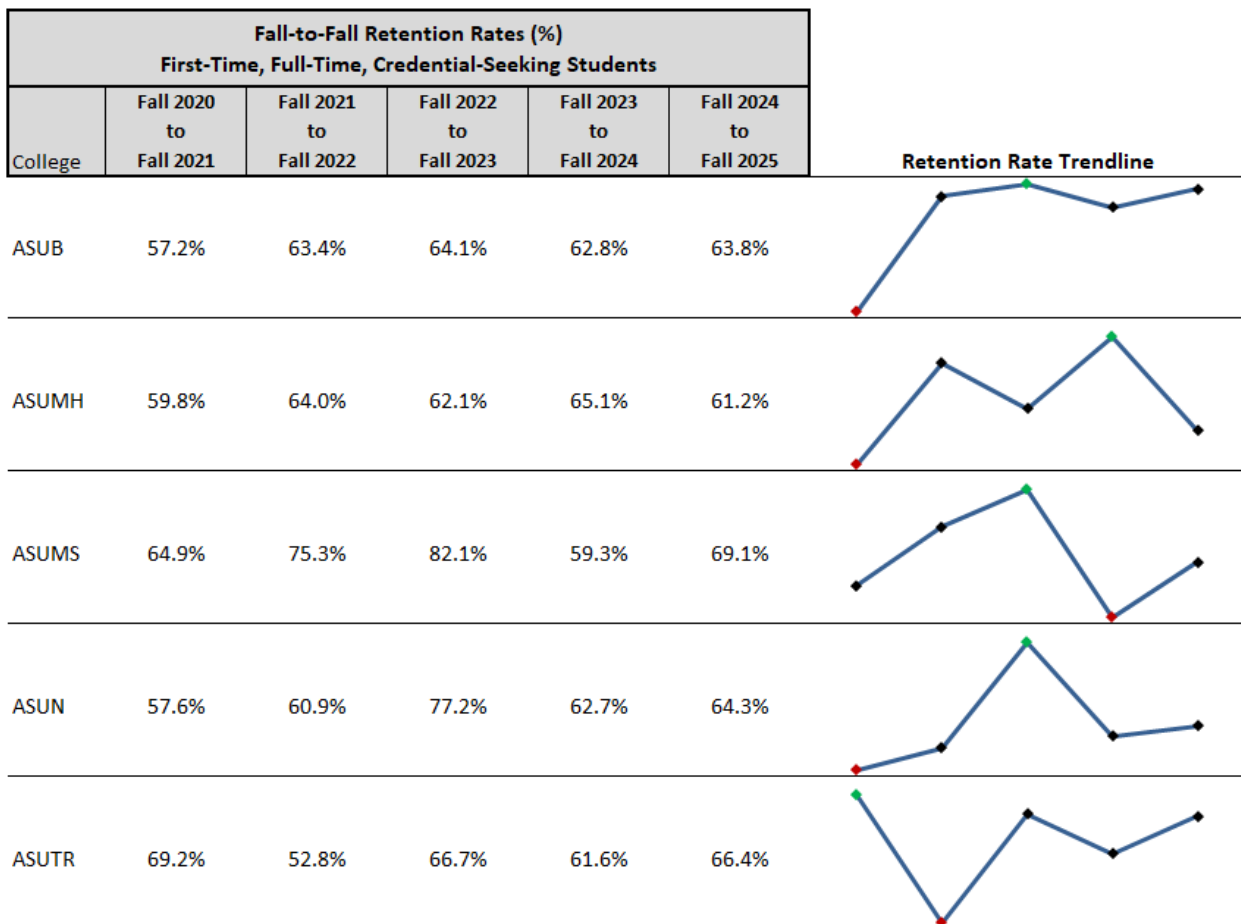 Fall-to-Fall Retention Rates (%)
First-Time, Full-Time, Credential-Seeking Students
College
Fall 2020 to Fall 2021
Fall 2021 to Fall 2022
Fall 2022 to Fall 2023
Fall 2023 to Fall 2024
Fall 2024 to Fall 2025
Retention Rate Trendline
ASUB 57.2% 63.4% 64.1% 62.8% 63.8%
ASUMH 59.8% 64.0% 62.1% 65.1% 61.2%
ASUMS 64.9% 75.3% 82.1% 59.3% 69.1%
ASUN 57.6% 60.9% 77.2% 62.7% 64.3%
ASUTR 69.2% 52.8% 66.7% 61.6% 66.4%